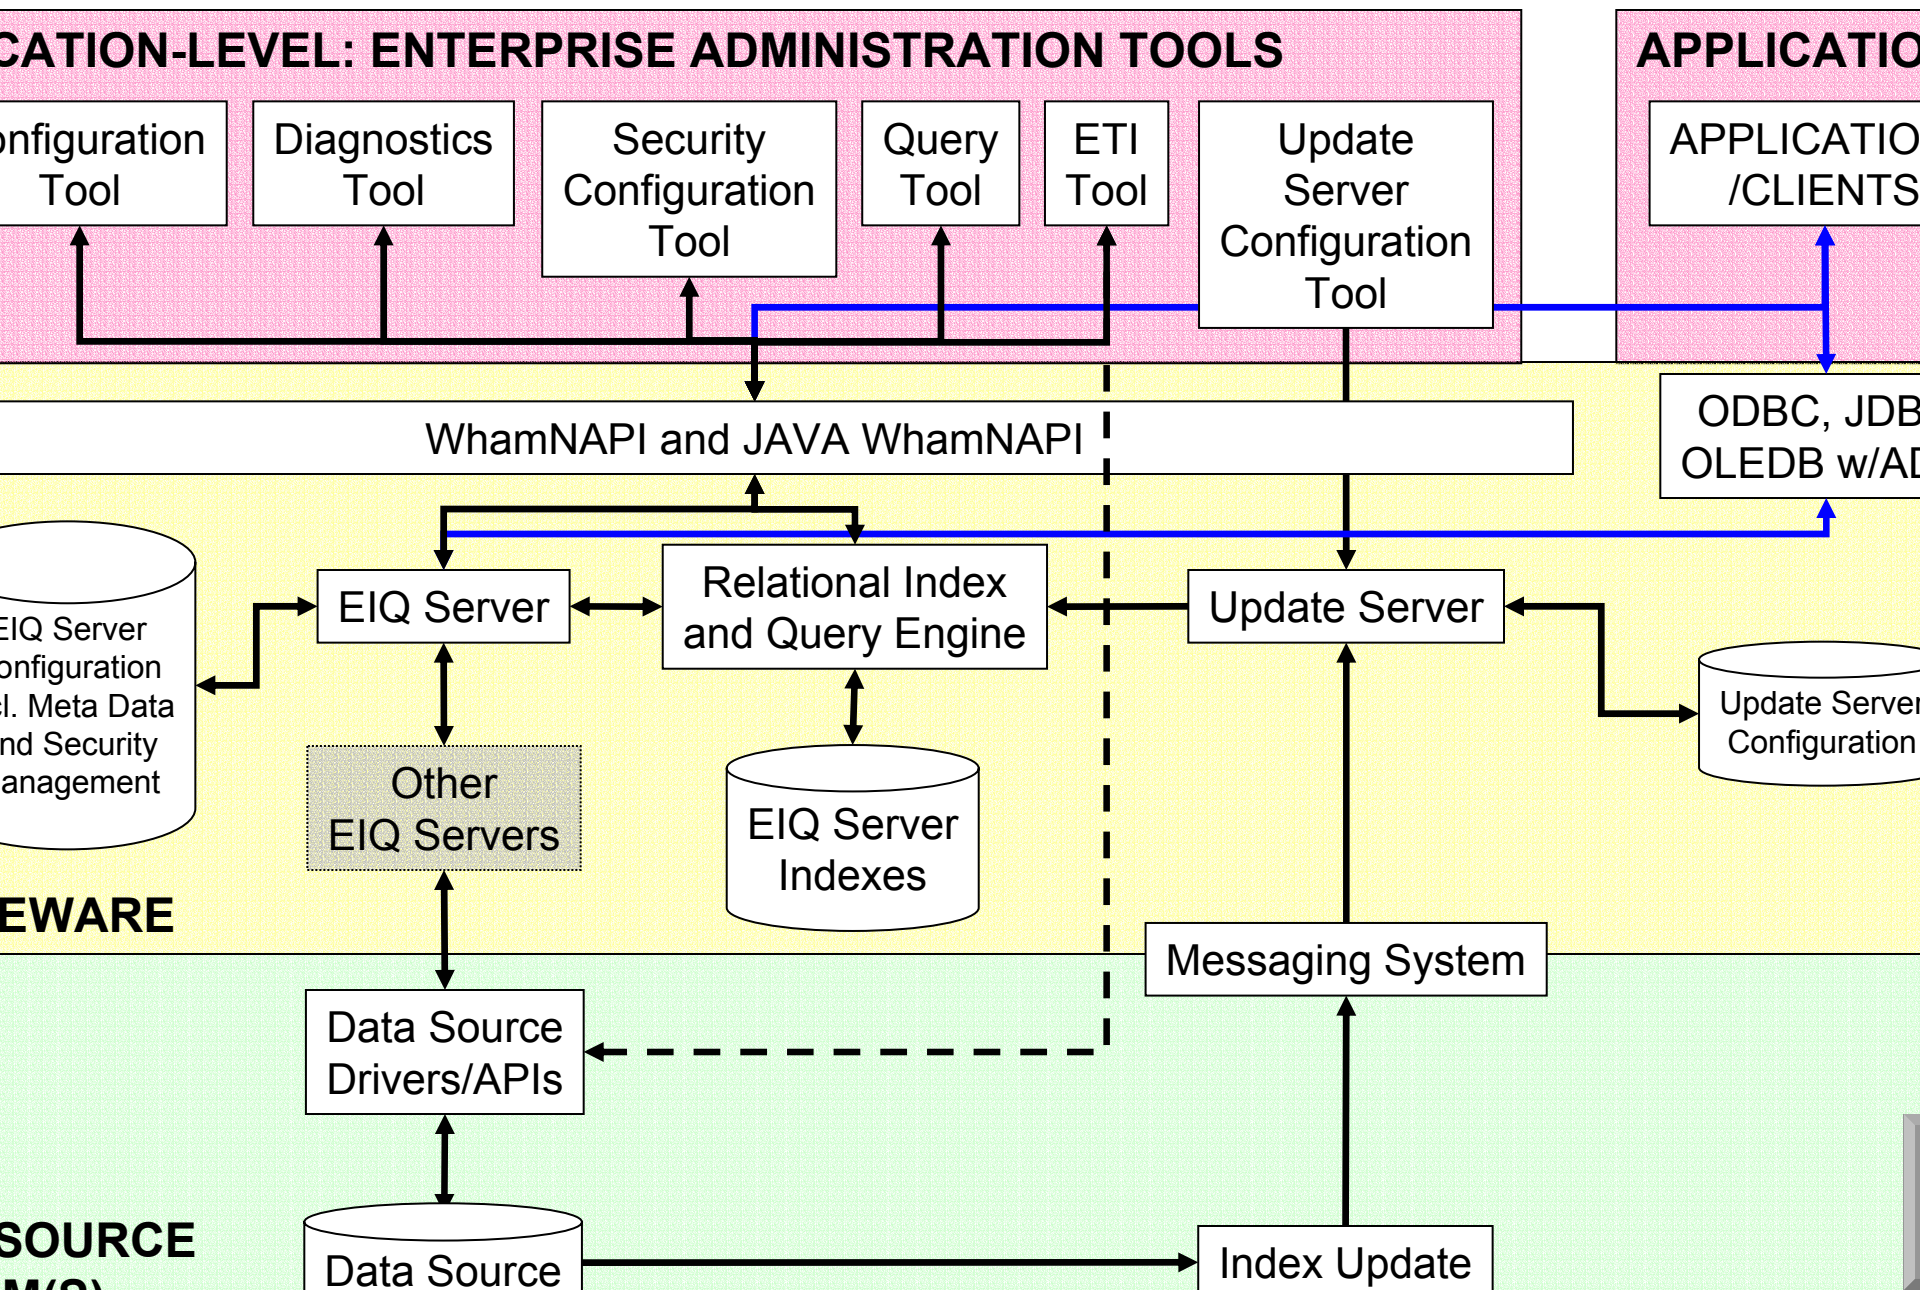 CATION-LEVEL: ENTERPRISE ADMINISTRATION TOOLS
APPLICATIO
onfiguration
Tool
Diagnostics
Tool
Security
Configuration
Tool
Query
Tool
ETI
Tool
Update
Server
Configuration
Tool
APPLICATIO
/CLIENTS
WhamNAPI and JAVA WhamNAPI
ODBC, JDB
OLEDB w/AD
EIQ Server
onfiguration
cl. Meta Data
nd Security
anagement
EIQ Server
Relational Index
and Query Engine
Update Server
Update Server
Configuration
Other
EIQ Servers
EIQ Server
Indexes
EWARE
Messaging System
Data Source
Drivers/APIs
SOURCE
M(S)
Data Source
Index Update